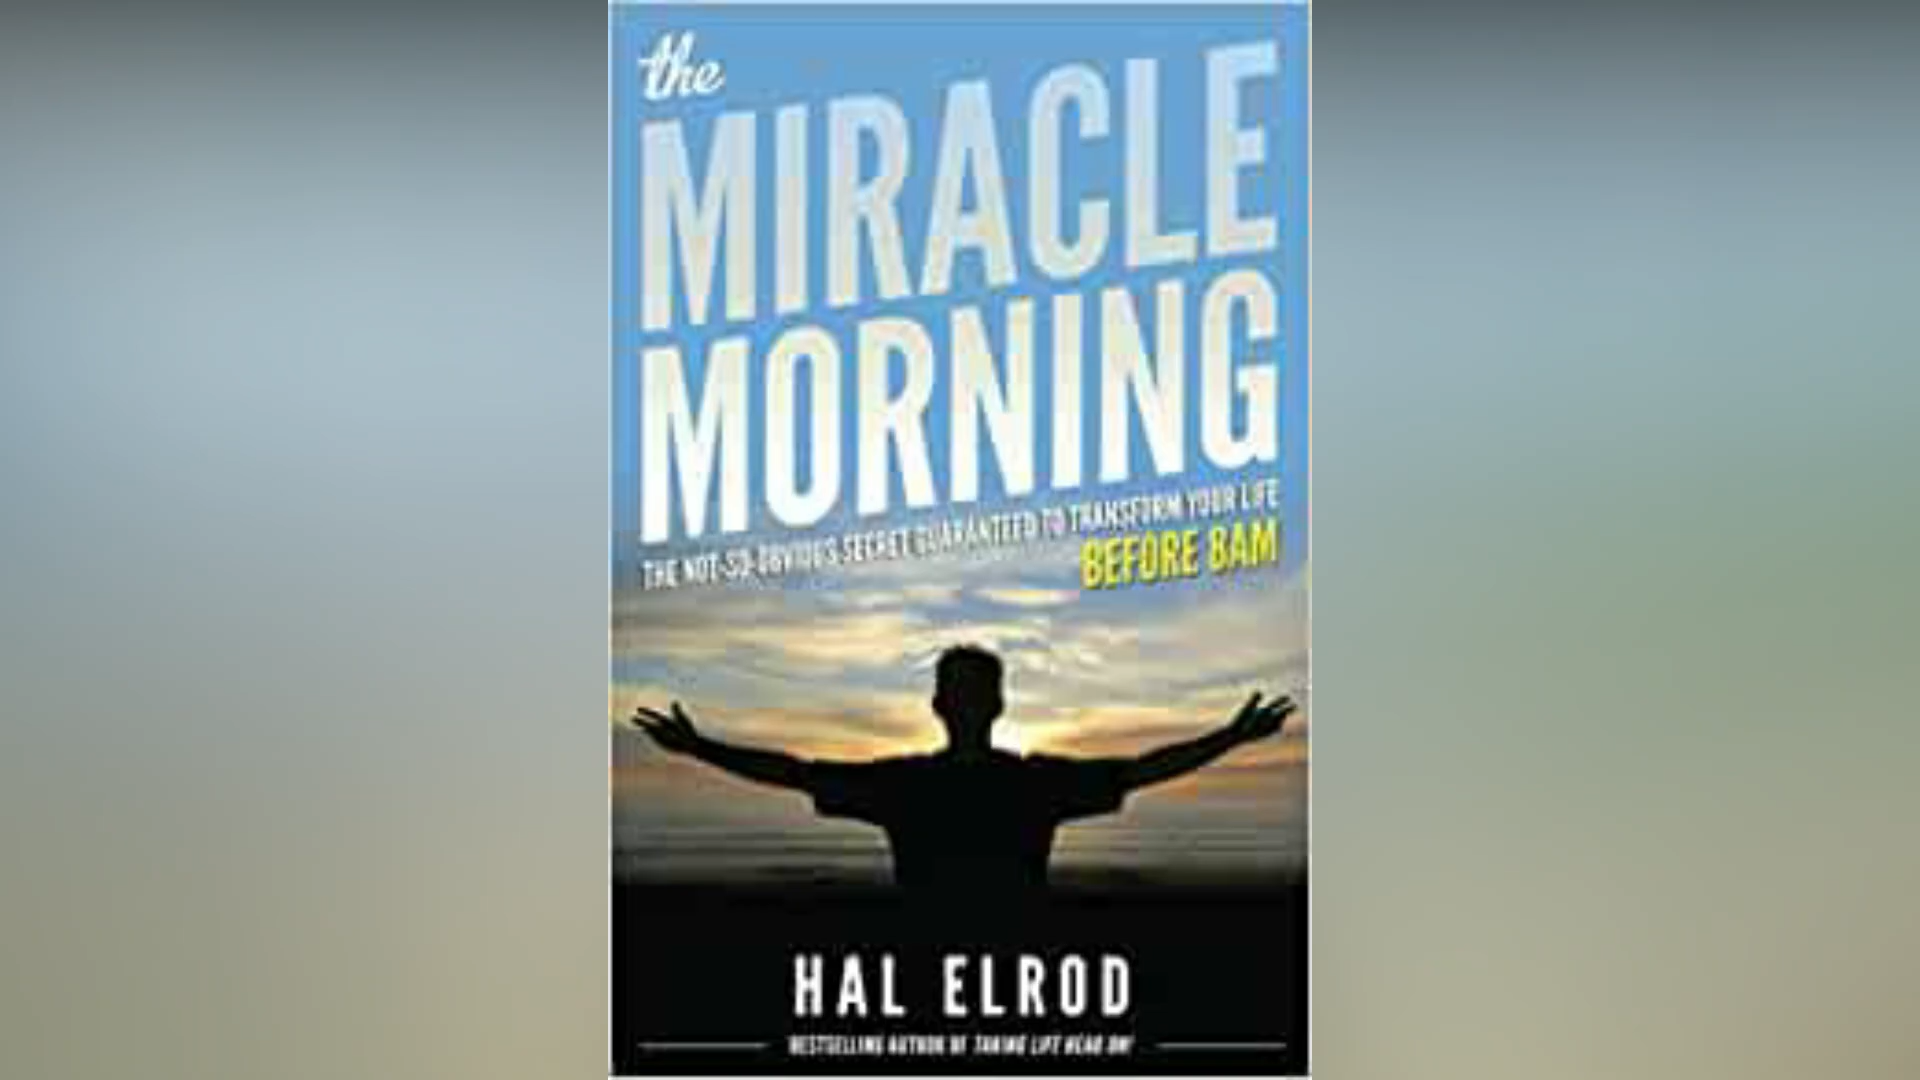 the
MIRACLE
MORNING
THE NOT-SO-OBVIOUS SECRET GUARANTEED TO TRANSFORM YOUR LIFE
BEFORE 8AM
HAL ELROD
BESTSELLING AUTHOR OF TAKING LIFE HEAD ON!